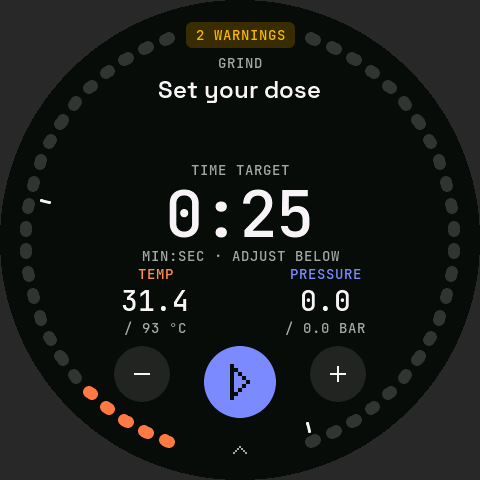 2 WARNINGS
GRIND
Set your dose
TIME TARGET
0:25
MIN:SEC · ADJUST BELOW
TEMP PRESSURE
31.4 0.0
/ 93 °C / 0.0 BAR